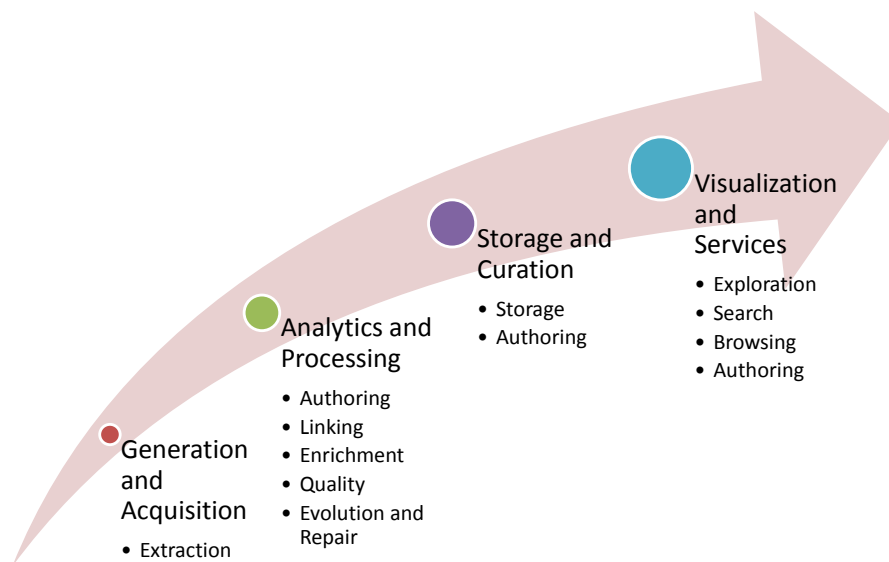 Generation
and
Acquisition
• Extraction
Analytics and
Processing
• Authoring
• Linking
• Enrichment
• Quality
• Evolution and
Repair
Storage and
Curation
• Storage
• Authoring
Visualization
and
Services
• Exploration
• Search
• Browsing
• Authoring